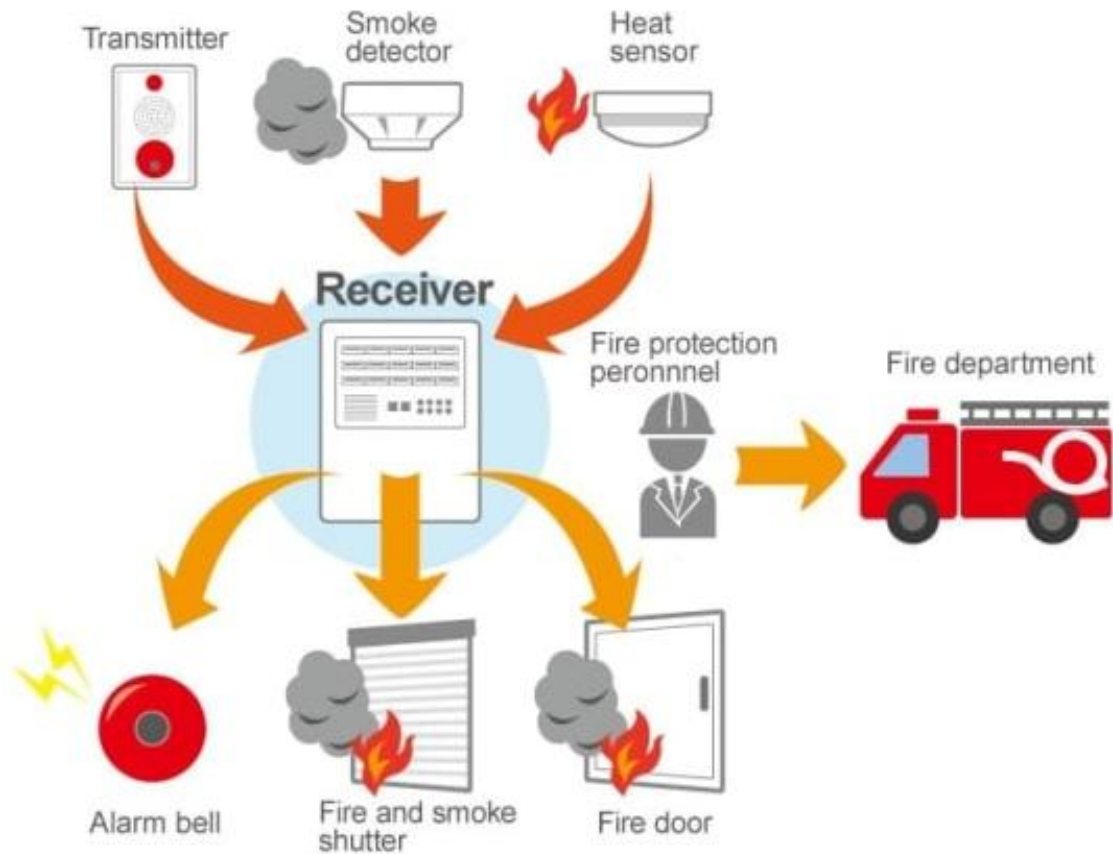 Transmitter
Smoke
detector
Heat
sensor
Receiver
Fire protection
peronnnel
Fire department
Alarm bell
Fire and smoke
shutter
Fire door